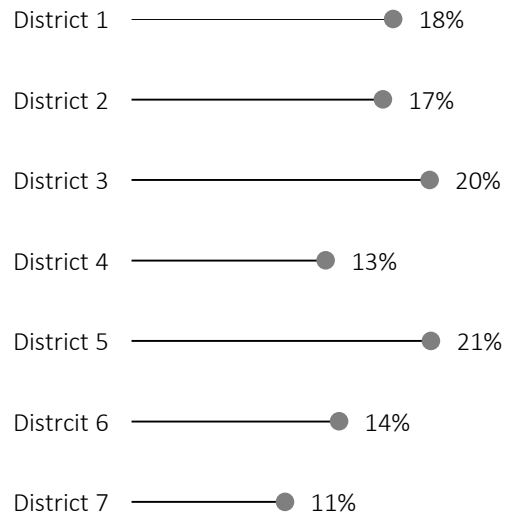 District 1 18%
District 2 17%
District 3 20%
District 4 13%
District 5 21%
Distrcit 6 14%
District 7 11%